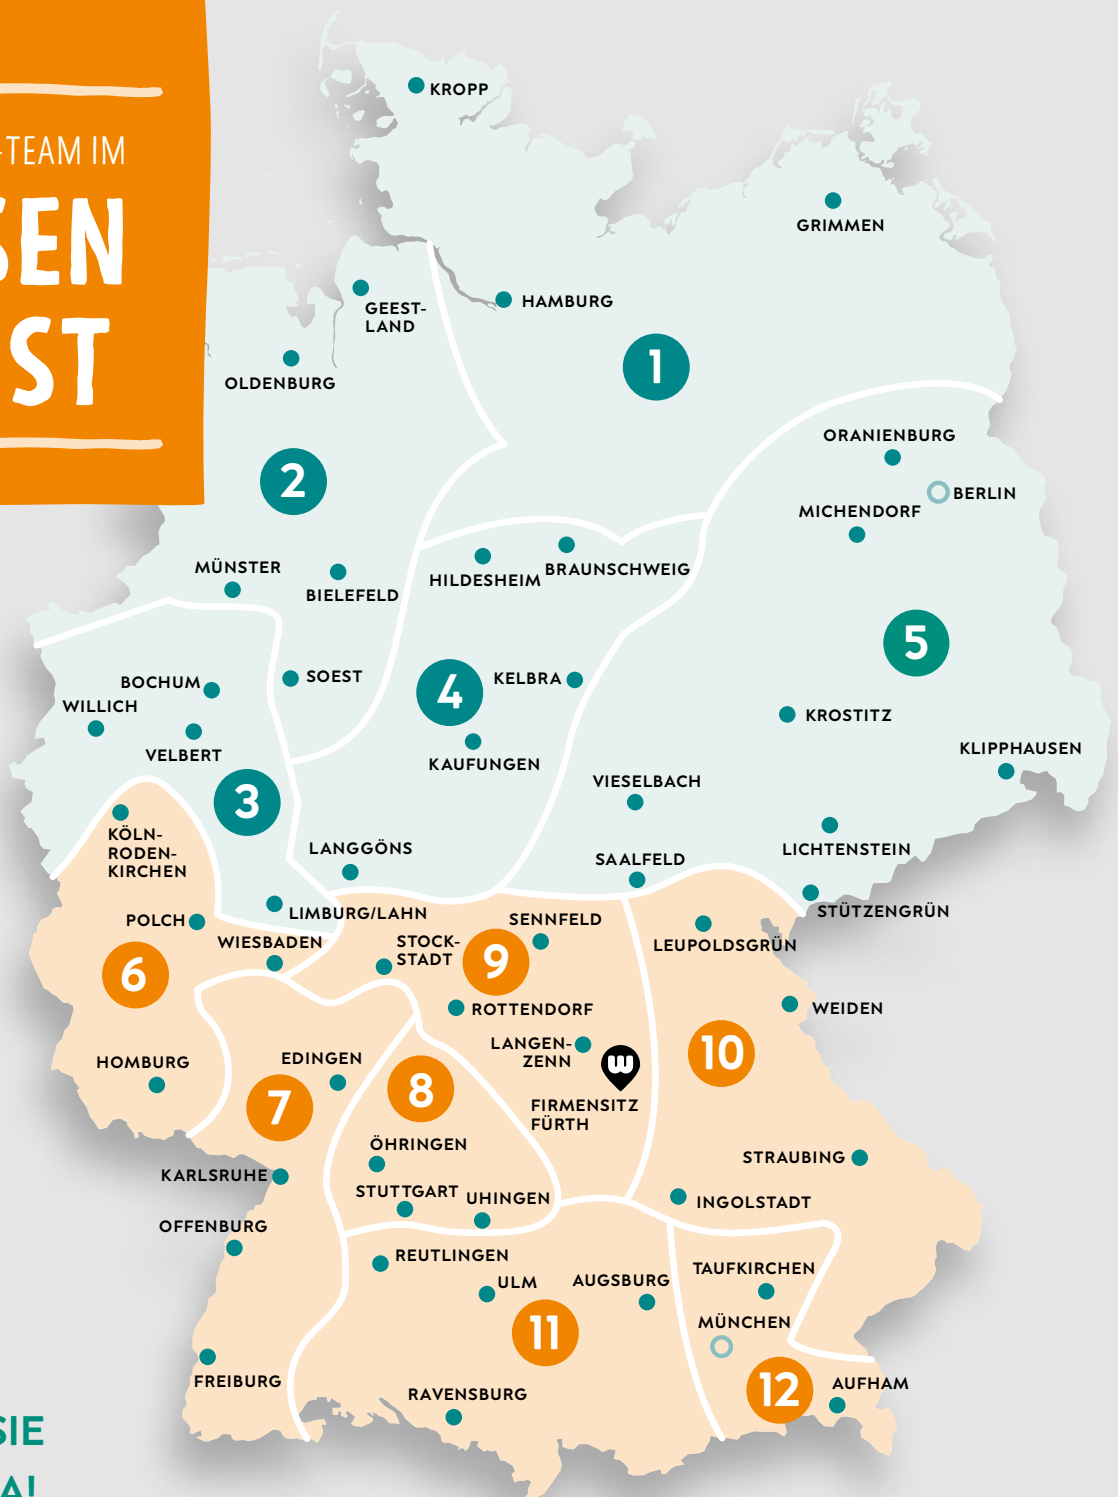 -TEAM IM
SEN
ST
KROPP
GRIMMEN
GEEST-
LAND
HAMBURG
1
OLDENBURG
ORANIENBURG
2
BERLIN
MICHENDORF
MÜNSTER
BIELEFELD
HILDESHEIM
BRAUNSCHWEIG
5
SOEST
4
KELBRA
BOCHUM
WILLICH
KROSTITZ
VELBERT
KAUFUNGEN
KLIPPHAUSEN
VIESELBACH
3
KÖLN-
RODEN-
KIRCHEN
LANGGÖNS
SAALFELD
LICHTENSTEIN
LIMBURG/LAHN
STÜTZENGRÜN
POLCH
SENNFELD
WIESBADEN
STOCK-
STADT
LEUPOLDSGRÜN
6
9
ROTTENDORF
WEIDEN
LANGEN-
ZENN
10
HOMBURG
EDINGEN
7
8
FIRMENSITZ
FÜRTH
ÖHRINGEN
STRAUBING
KARLSRUHE
STUTTGART
UHINGEN
INGOLSTADT
OFFENBURG
REUTLINGEN
TAUFKIRCHEN
ULM
AUGSBURG
MÜNCHEN
11
FREIBURG
12
AUFHAM
RAVENSBURG
SIE
A!